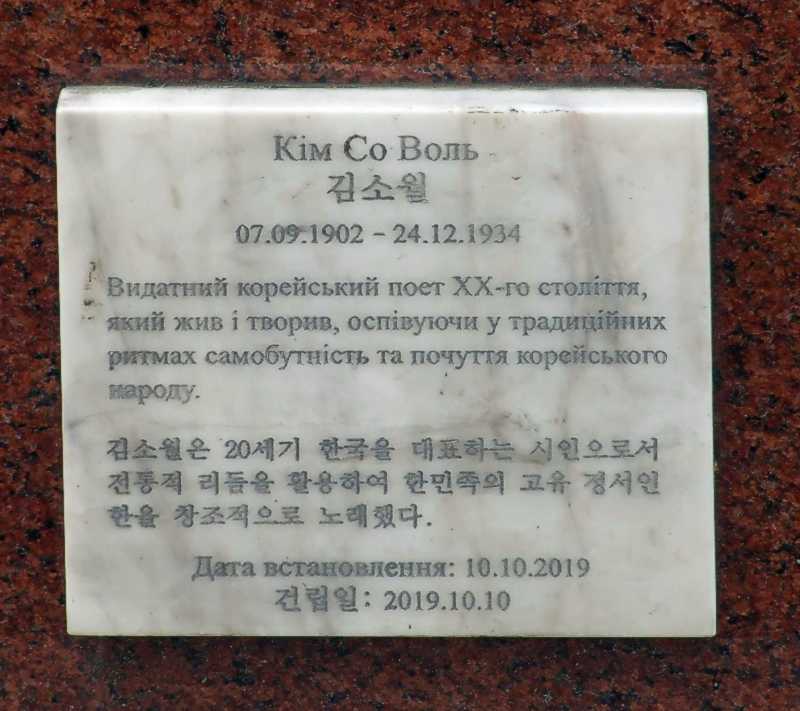 Кім Со Воль
김소월
07.09.1902 – 24.12.1934
Видатний корейський поет XX-го століття,
який жив і творив, оспівуючи у традиційних
ритмах самобутність та почуття корейського
народу.
김소월은 20세기 한국을 대표하는 시인으로서
전통적 리듬을 활용하여 한민족의 고유 정서인
한을 창조적으로 노래했다.
Дата встановлення: 10.10.2019
건립일: 2019.10.10